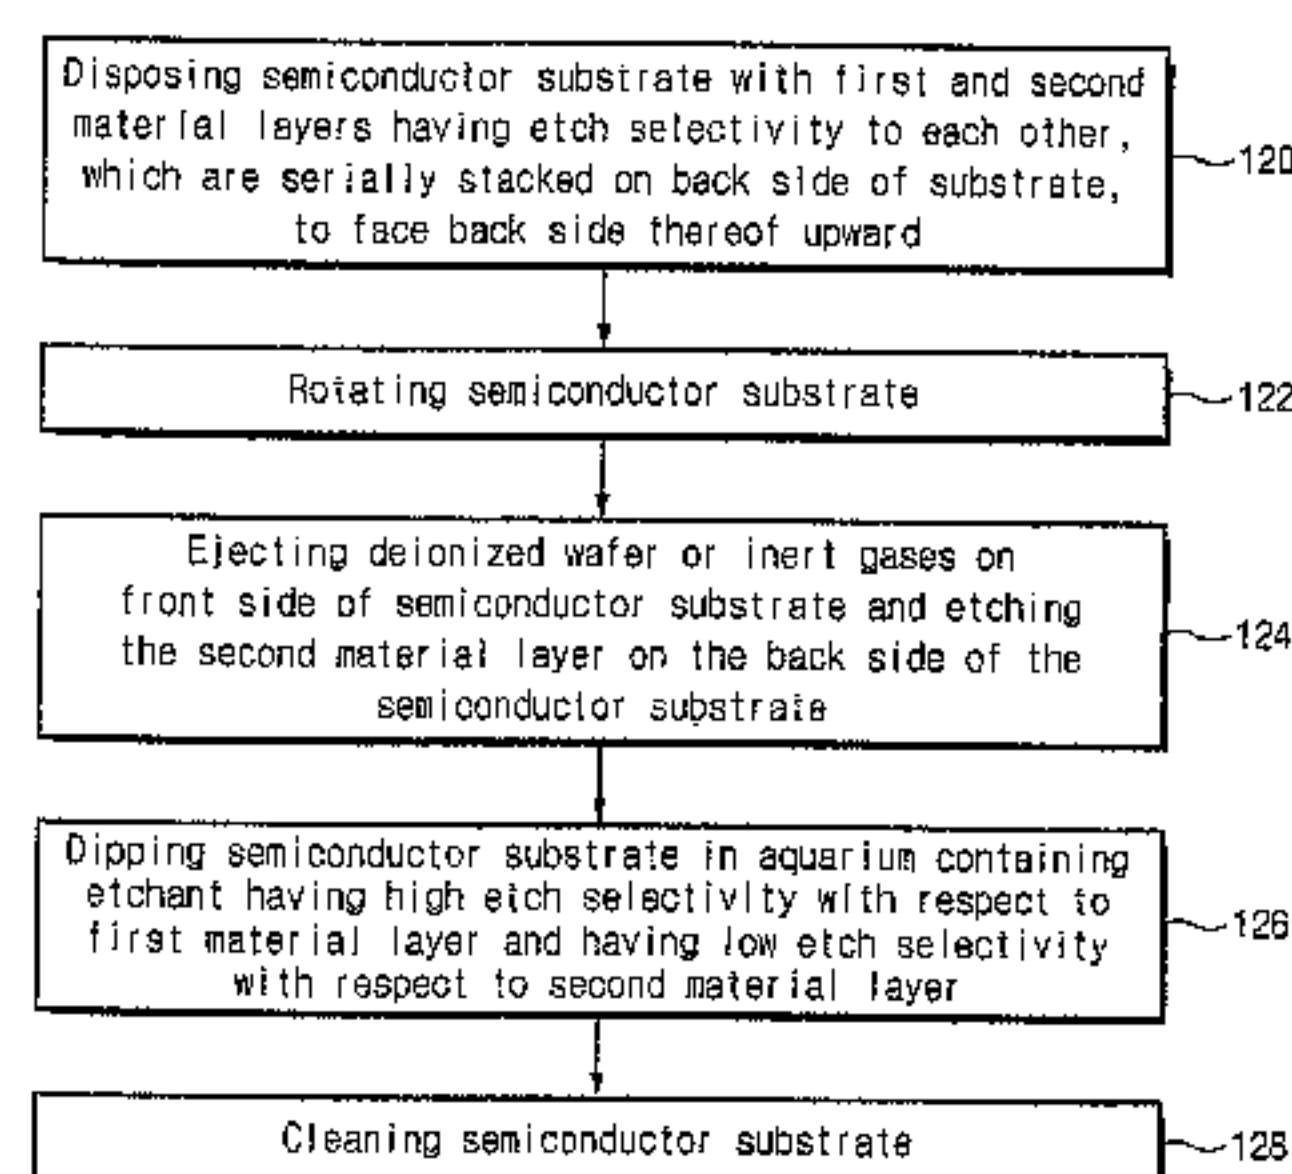 Disposing semiconductor substrate with first and second
material layers having etch selectivity to each other,
which are serially stacked on back side of substrate,
to face back side thereof upward
120
Rotating semiconductor substrate
122
Ejecting deionized wafer or inert gases on
front side of semiconductor substrate and etching
the second material layer on the back side of the
semiconductor substrate
124
Dipping semiconductor substrate in aquarium containing
etchant having high etch selectivity with respect to
first material layer and having low etch selectivity
with respect to second material layer
126
Cleaning semiconductor substrate
128